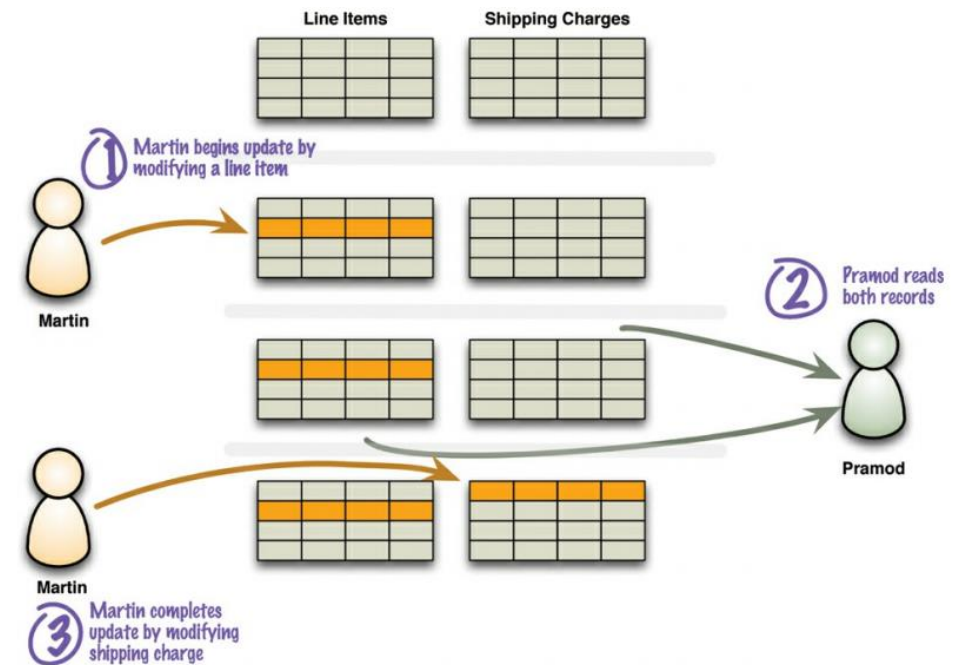 Line Items
Shipping Charges
1
Martin begins update by
modifying a line item
Martin
2
Pramod reads
both records
Pramod
Martin
3
Martin completes
update by modifying
shipping charge